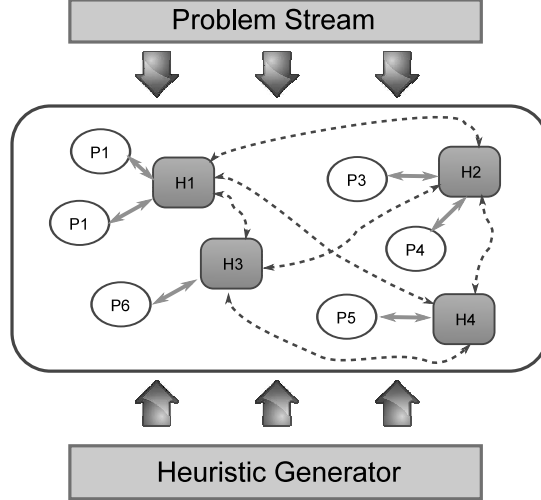 Problem Stream
P1
H1
P3
H2
P1
P4
H3
P6
P5
H4
Heuristic Generator